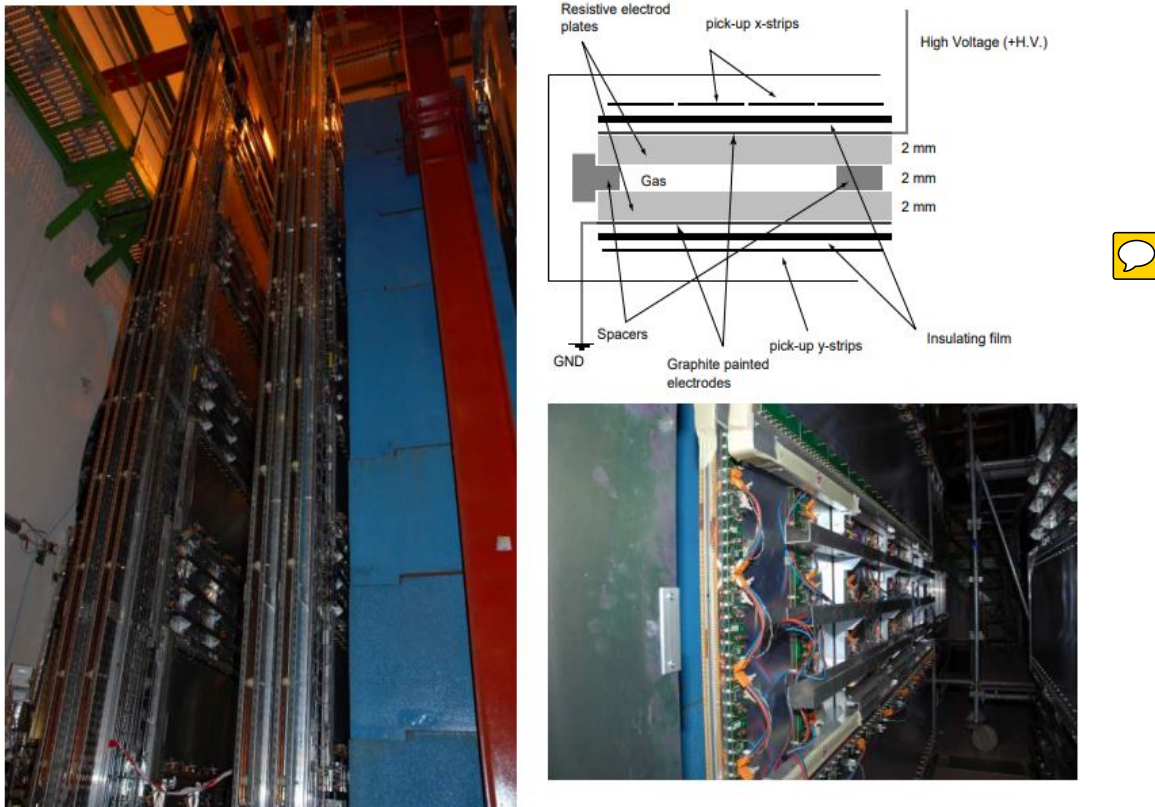 Resistive electrod
plates
pick-up x-strips
High Voltage (+H.V.)
2 mm
Gas
2 mm
2 mm
Spacers
GND
pick-up y-strips
Insulating film
Graphite painted
electrodes